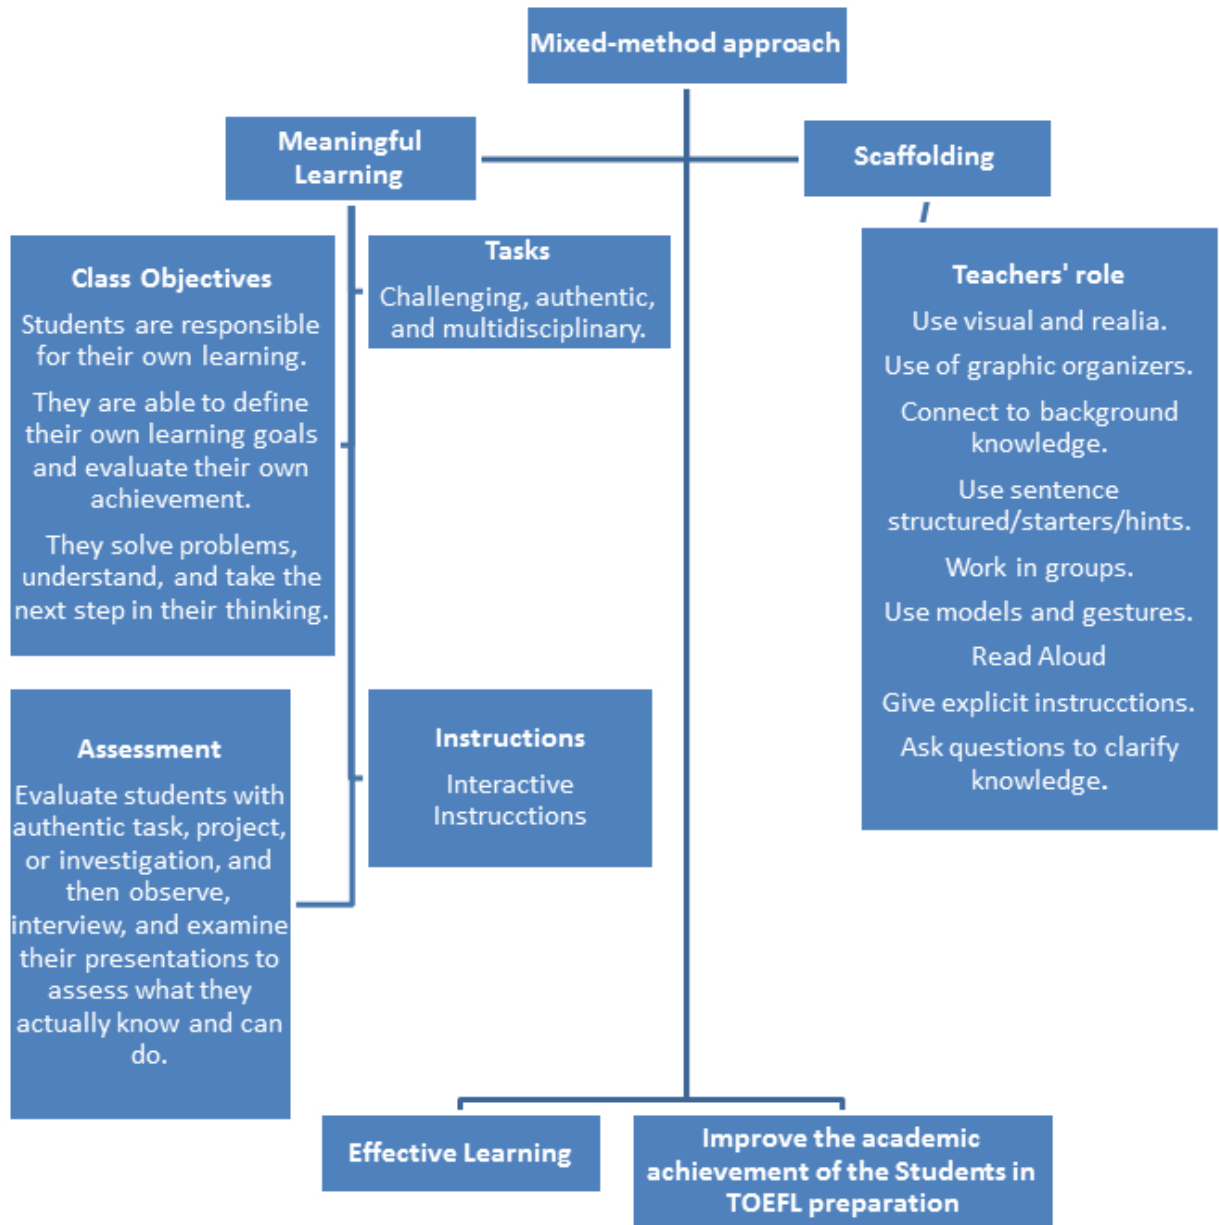 Mixed-method approach
Meaningful
Learning
Scaffolding
Class Objectives
Students are responsible
for their own learning.
They are able to define
their own learning goals
and evaluate their own
achievement.
They solve problems,
understand, and take the
next step in their thinking.
Tasks
Challenging, authentic,
and multidisciplinary.
Teachers' role
Use visual and realia.
Use of graphic organizers.
Connect to background
knowledge.
Use sentence
structured/starters/hints.
Work in groups.
Use models and gestures.
Read Aloud
Give explicit instrucctions.
Ask questions to clarify
knowledge.
Assessment
Evaluate students with
authentic task, project,
or investigation, and
then observe,
interview, and examine
their presentations to
assess what they
actually know and can
do.
Instructions
Interactive
Instrucctions
Effective Learning
Improve the academic
achievement of the Students in
TOEFL preparation